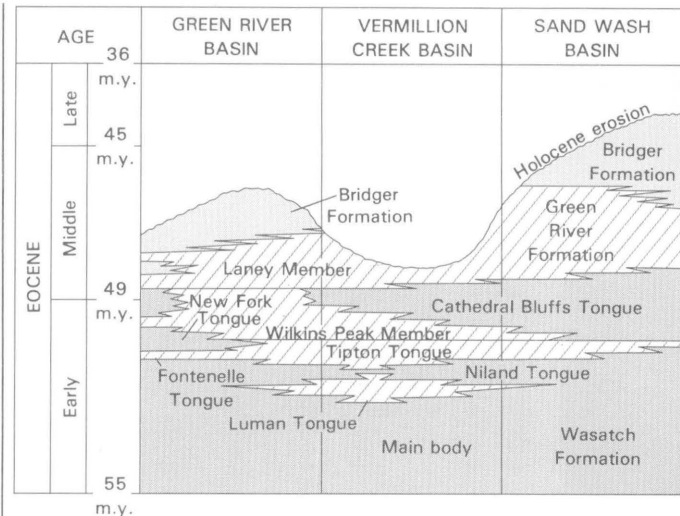 AGE
GREEN RIVER
BASIN
VERMILLION
CREEK BASIN
SAND WASH
BASIN
36
m.y.
EOCENE
Late
45
m.y.
Middle
49
m.y.
Early
55
m.y.
Holocene erosion
Bridger
Formation
Bridger
Formation
Green
River
Formation
Laney Member
Cathedral Bluffs Tongue
New Fork
Tongue
Wilkins Peak Member
Tipton Tongue
Fontenelle
Tongue
Niland Tongue
Luman Tongue
Main body
Wasatch
Formation